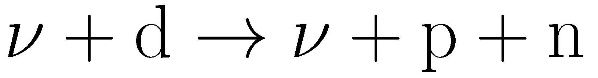 ν + d → ν + p + n